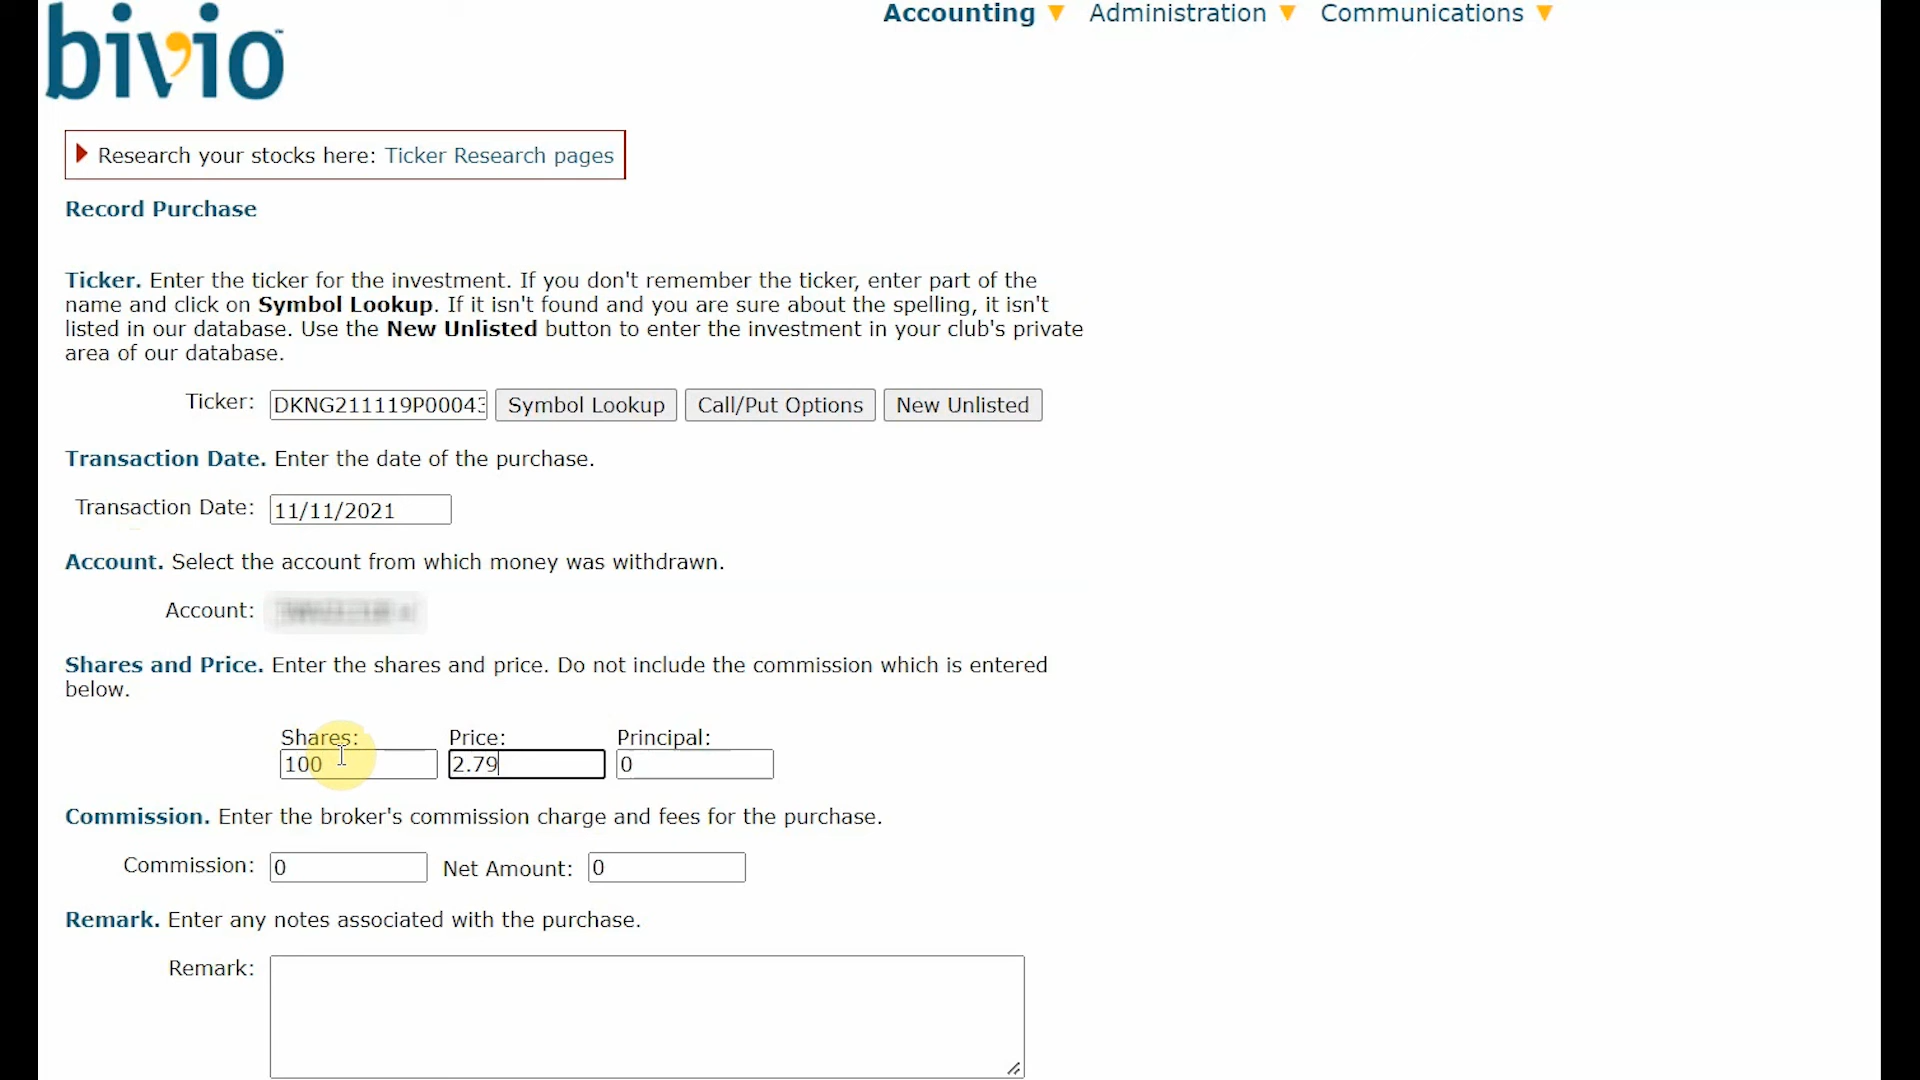 bivio™
Accounting Administration Communications
Research your stocks here: Ticker Research pages
Record Purchase
Ticker. Enter the ticker for the investment. If you don't remember the ticker, enter part of the
name and click on Symbol Lookup. If it isn't found and you are sure about the spelling, it isn't
listed in our database. Use the New Unlisted button to enter the investment in your club's private
area of our database.
Ticker: DKNG211119P00043 Symbol Lookup Call/Put Options New Unlisted
Transaction Date. Enter the date of the purchase.
Transaction Date: 11/11/2021
Account. Select the account from which money was withdrawn.
Account:
Shares and Price. Enter the shares and price. Do not include the commission which is entered
below.
Shares: Price: Principal:
100 2.79 0
Commission. Enter the broker's commission charge and fees for the purchase.
Commission: 0 Net Amount: 0
Remark. Enter any notes associated with the purchase.
Remark: